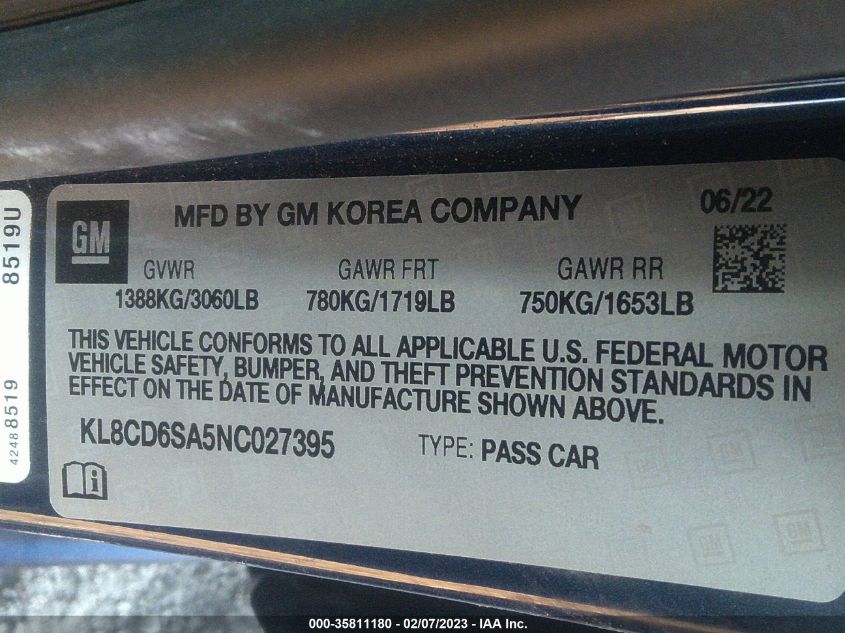 8519U
42488519
GM
MFD BY GM KOREA COMPANY
06/22
GVWR
GAWR FRT
GAWR RR
1388KG/3060LB
780KG/1719LB
750KG/1653LB
THIS VEHICLE CONFORMS TO ALL APPLICABLE U.S. FEDERAL MOTOR
VEHICLE SAFETY, BUMPER, AND THEFT PREVENTION STANDARDS IN
EFFECT ON THE DATE OF MANUFACTURE SHOWN ABOVE.
KL8CD6SA5NC027395
TYPE: PASS CAR
000-35811180 - 02/07/2023 - IAA Inc.